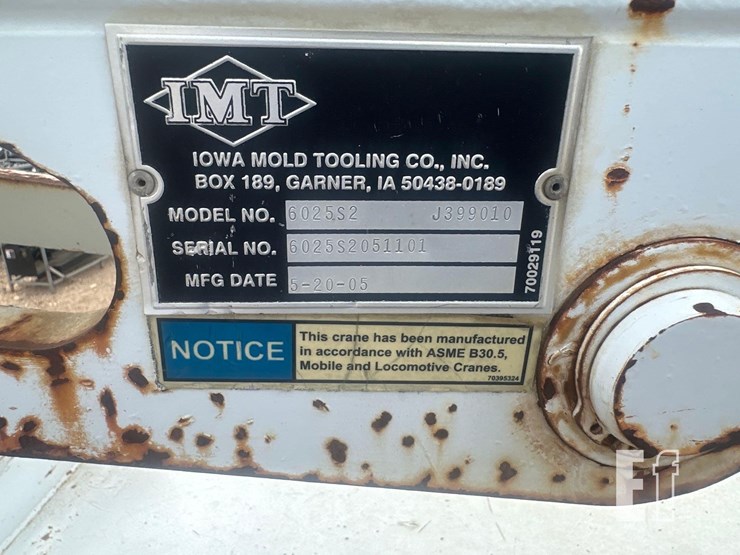 IMT
IOWA MOLD TOOLING CO., INC.
BOX 189, GARNER, IA 50438-0189
MODEL NO. 6025S2 J399010
SERIAL NO. 6025S2051101
MFG DATE 5-20-05
70029119
NOTICE
This crane has been manufactured
in accordance with ASME B30.5,
Mobile and Locomotive Cranes.
70395324
Ef